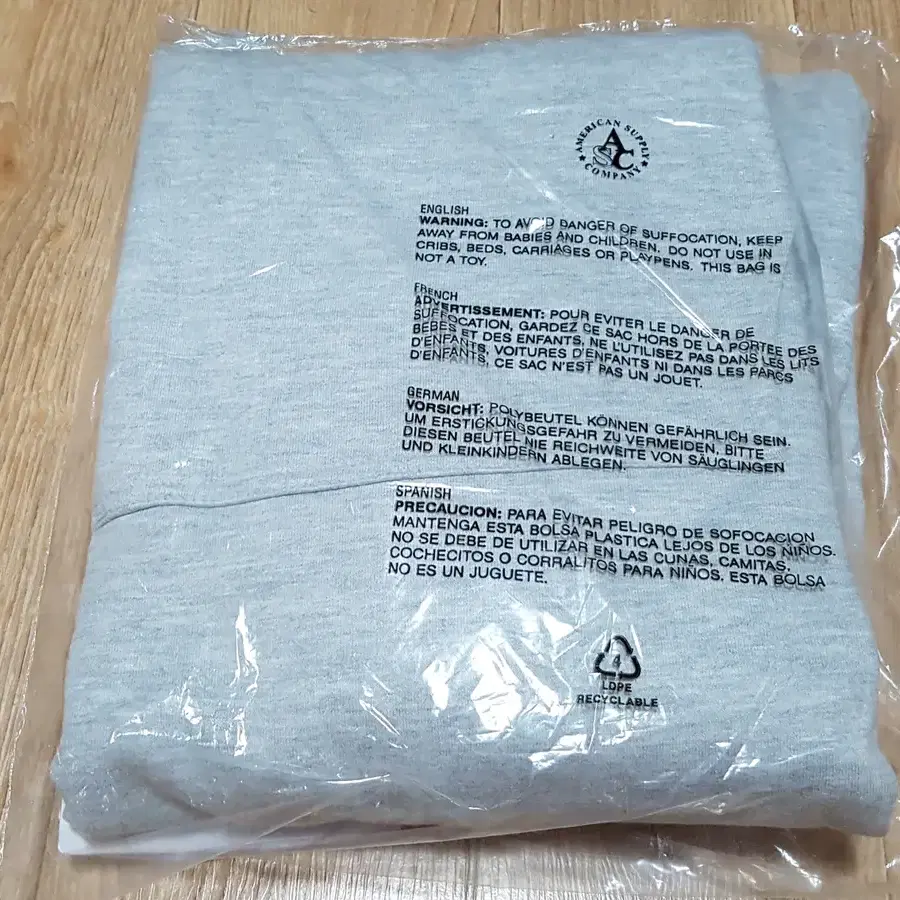 AMERICAN SUPPLY
ASC
★ COMPANY ★
ENGLISH
WARNING: TO AVOID DANGER OF SUFFOCATION, KEEP
AWAY FROM BABIES AND CHILDREN. DO NOT USE IN
CRIBS, BEDS, CARRIAGES OR PLAYPENS. THIS BAG IS
NOT A TOY.
FRENCH
ADVERTISSEMENT: POUR EVITER LE DANGER DE
SUFFOCATION, GARDEZ CE SAC HORS DE LA PORTEE DES
BEBES ET DES ENFANTS, NE L'UTILISEZ PAS DANS LES LITS
D'ENFANTS, VOITURES D'ENFANTS NI DANS LES PARCS
D'ENFANTS, CE SAC N'EST PAS UN JOUET.
GERMAN
VORSICHT: POLYBEUTEL KÖNNEN GEFÄHRLICH SEIN.
UM ERSTICKUNGSGEFAHR ZU VERMEIDEN, BITTE
DIESEN BEUTEL NIE REICHWEITE VON SÄUGLINGEN
UND KLEINKINDERN ABLEGEN.
SPANISH
PRECAUCION: PARA EVITAR PELIGRO DE SOFOCACION
MANTENGA ESTA BOLSA PLASTICA LEJOS DE LOS NIÑOS.
NO SE DEBE DE UTILIZAR EN LAS CUNAS, CAMITAS,
COCHECITOS O CORRALITOS PARA NIÑOS. ESTA BOLSA
NO ES UN JUGUETE.
4
LDPE
RECYCLABLE